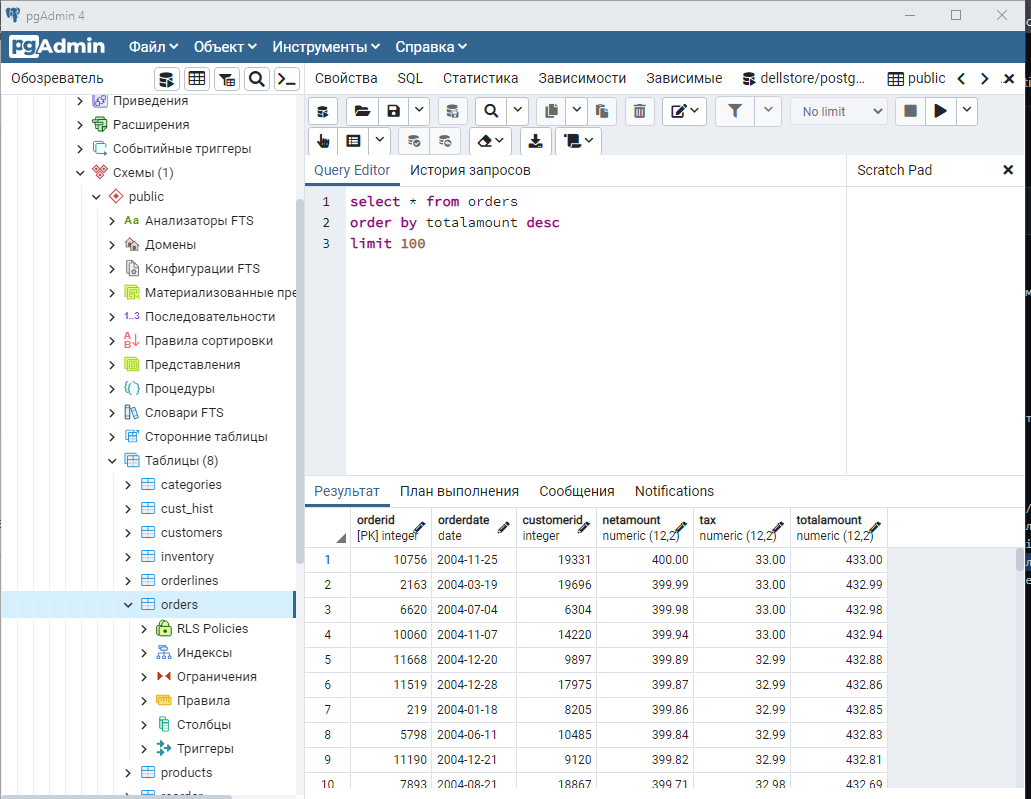 pgAdmin 4
pgAdmin Файл Объект Инструменты Справка
Обозреватель
Свойства SQL Статистика Зависимости Зависимые dellstore/postg... public
Приведения
Расширения
Событийные триггеры
Схемы (1)
public
Aa Анализаторы FTS
Домены
Конфигурации FTS
Материализованные пре
1..3 Последовательности
Правила сортировки
Представления
Процедуры
Словари FTS
Сторонние таблицы
Таблицы (8)
categories
cust_hist
customers
inventory
orderlines
orders
RLS Policies
Индексы
Ограничения
Правила
Столбцы
Триггеры
products
reorder
No limit
Query Editor История запросов
Scratch Pad
1 select * from orders
2 order by totalamount desc
3 limit 100
Результат План выполнения Сообщения Notifications
orderid orderdate customerid netamount tax totalamount
[PK] integer date integer numeric (12,2) numeric (12,2) numeric (12,2)
1 10756 2004-11-25 19331 400.00 33.00 433.00
2 2163 2004-03-19 19696 399.99 33.00 432.99
3 6620 2004-07-04 6304 399.98 33.00 432.98
4 10060 2004-11-07 14220 399.94 33.00 432.94
5 11668 2004-12-20 9897 399.89 32.99 432.88
6 11519 2004-12-28 17975 399.87 32.99 432.86
7 219 2004-01-18 8205 399.86 32.99 432.85
8 5798 2004-06-11 10485 399.84 32.99 432.83
9 11190 2004-12-21 9120 399.82 32.99 432.81
10 7893 2004-08-21 18867 399.71 32.98 432.69